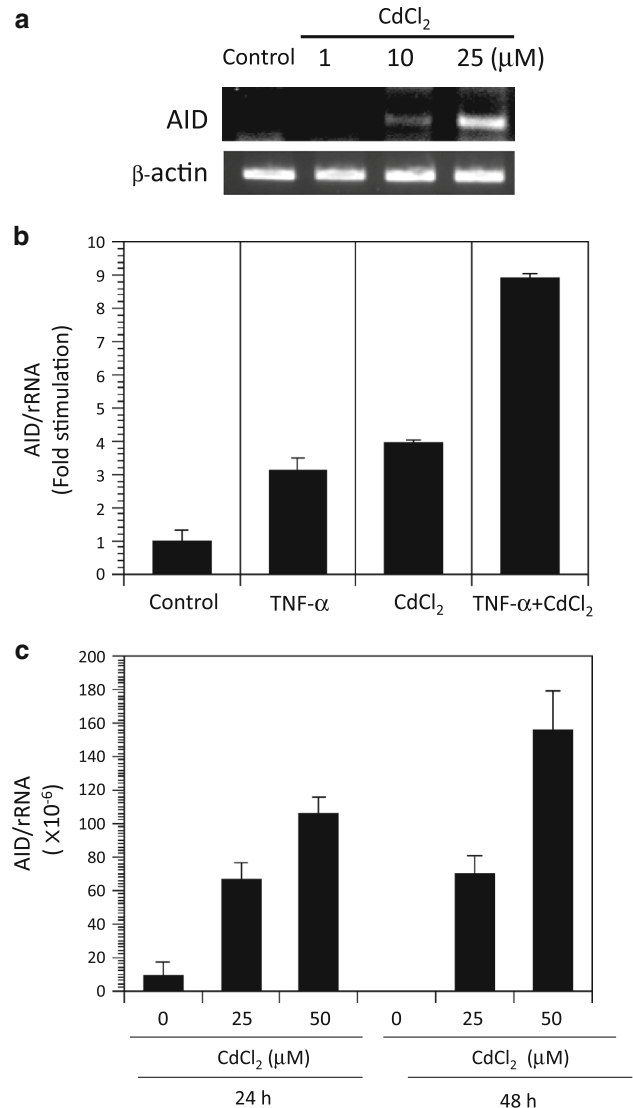 a
CdCl₂
Control 1 10 25 (μM)
AID
β-actin
b
AID/rRNA
(Fold stimulation)
10
9
8
7
6
5
4
3
2
1
0
Control TNF-α CdCl₂ TNF-α+CdCl₂
c
AID/rRNA
( X10⁻⁶)
200
180
160
140
120
100
80
60
40
20
0
0 25 50 0 25 50
CdCl₂ (μM) CdCl₂ (μM)
24 h 48 h